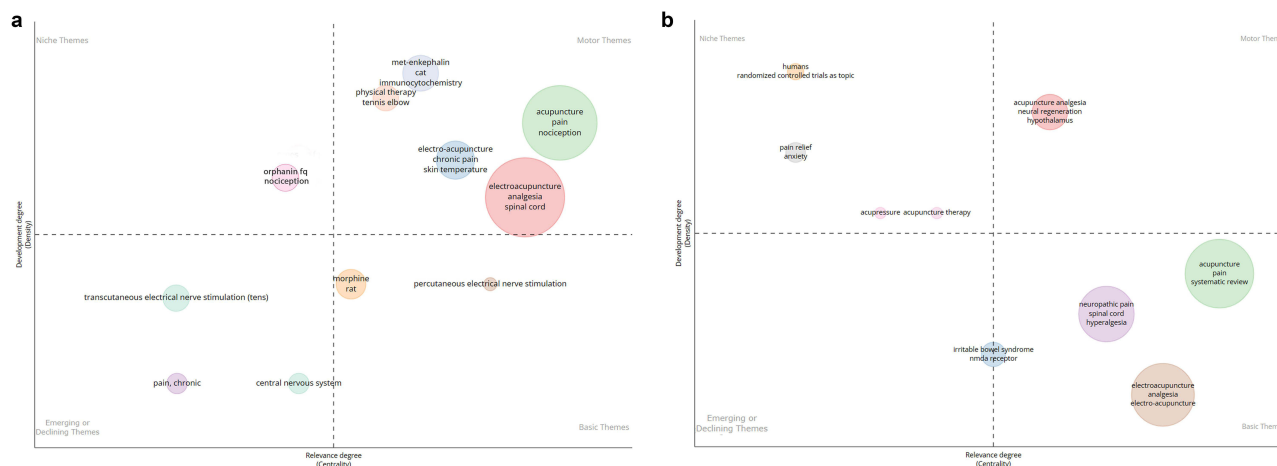 a
Niche Themes
Motor Themes
met-enkephalin
cat
immunocytochemistry
physical therapy
tennis elbow
acupuncture
pain
nociception
electro-acupuncture
chronic pain
skin temperature
orphanin fq
nociception
electroacupuncture
analgesia
spinal cord
Development degree
(Density)
morphine
rat
percutaneous electrical nerve stimulation
transcutaneous electrical nerve stimulation (tens)
pain, chronic
central nervous system
Emerging or
Declining Themes
Basic Themes
Relevance degree
(Centrality)
b
Niche Themes
Motor Them
humans
randomized controlled trials as topic
acupuncture analgesia
neural regeneration
hypothalamus
pain relief
anxiety
acupressure
acupuncture therapy
Development degree
(Density)
acupuncture
pain
systematic review
neuropathic pain
spinal cord
hyperalgesia
irritable bowel syndrome
nmda receptor
electroacupuncture
analgesia
electro-acupuncture
Emerging or
Declining Themes
Basic Them
Relevance degree
(Centrality)